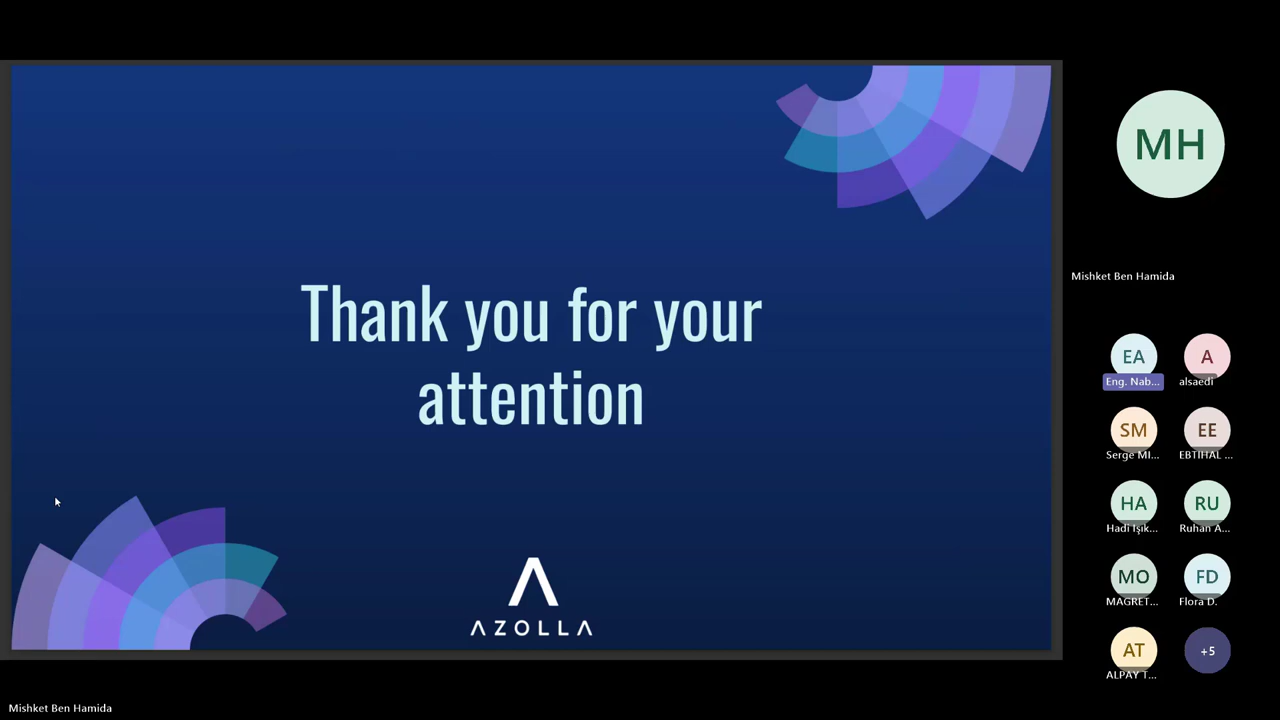 Thank you for your
attention
AZOLLA
MH
Mishket Ben Hamida
EA
Eng. Nab...
A
alsaedi
SM
Serge MI...
EE
EBTIHAL ...
HA
Hadi Işık...
RU
Ruhan A...
MO
MAGRET...
FD
Flora D.
AT
ALPAY T...
+5
Mishket Ben Hamida